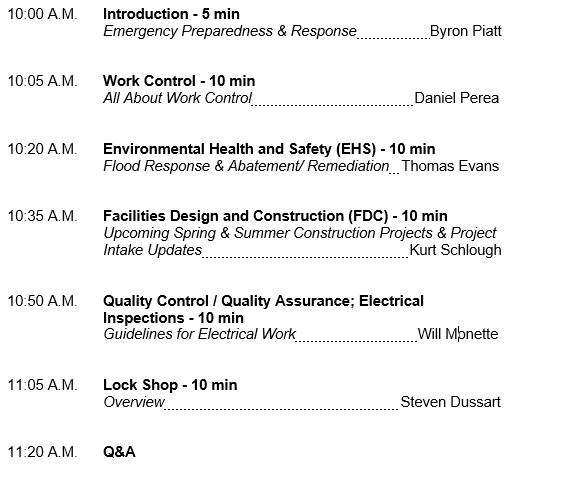 10:00 A.M. Introduction - 5 min
Emergency Preparedness & Response Byron Piatt
10:05 A.M. Work Control - 10 min
All About Work Control Daniel Perea
10:20 A.M. Environmental Health and Safety (EHS) - 10 min
Flood Response & Abatement/ Remediation Thomas Evans
10:35 A.M. Facilities Design and Construction (FDC) - 10 min
Upcoming Spring & Summer Construction Projects & Project
Intake Updates Kurt Schlough
10:50 A.M. Quality Control / Quality Assurance; Electrical
Inspections - 10 min
Guidelines for Electrical Work Will Monette
11:05 A.M. Lock Shop - 10 min
Overview Steven Dussart
11:20 A.M. Q&A